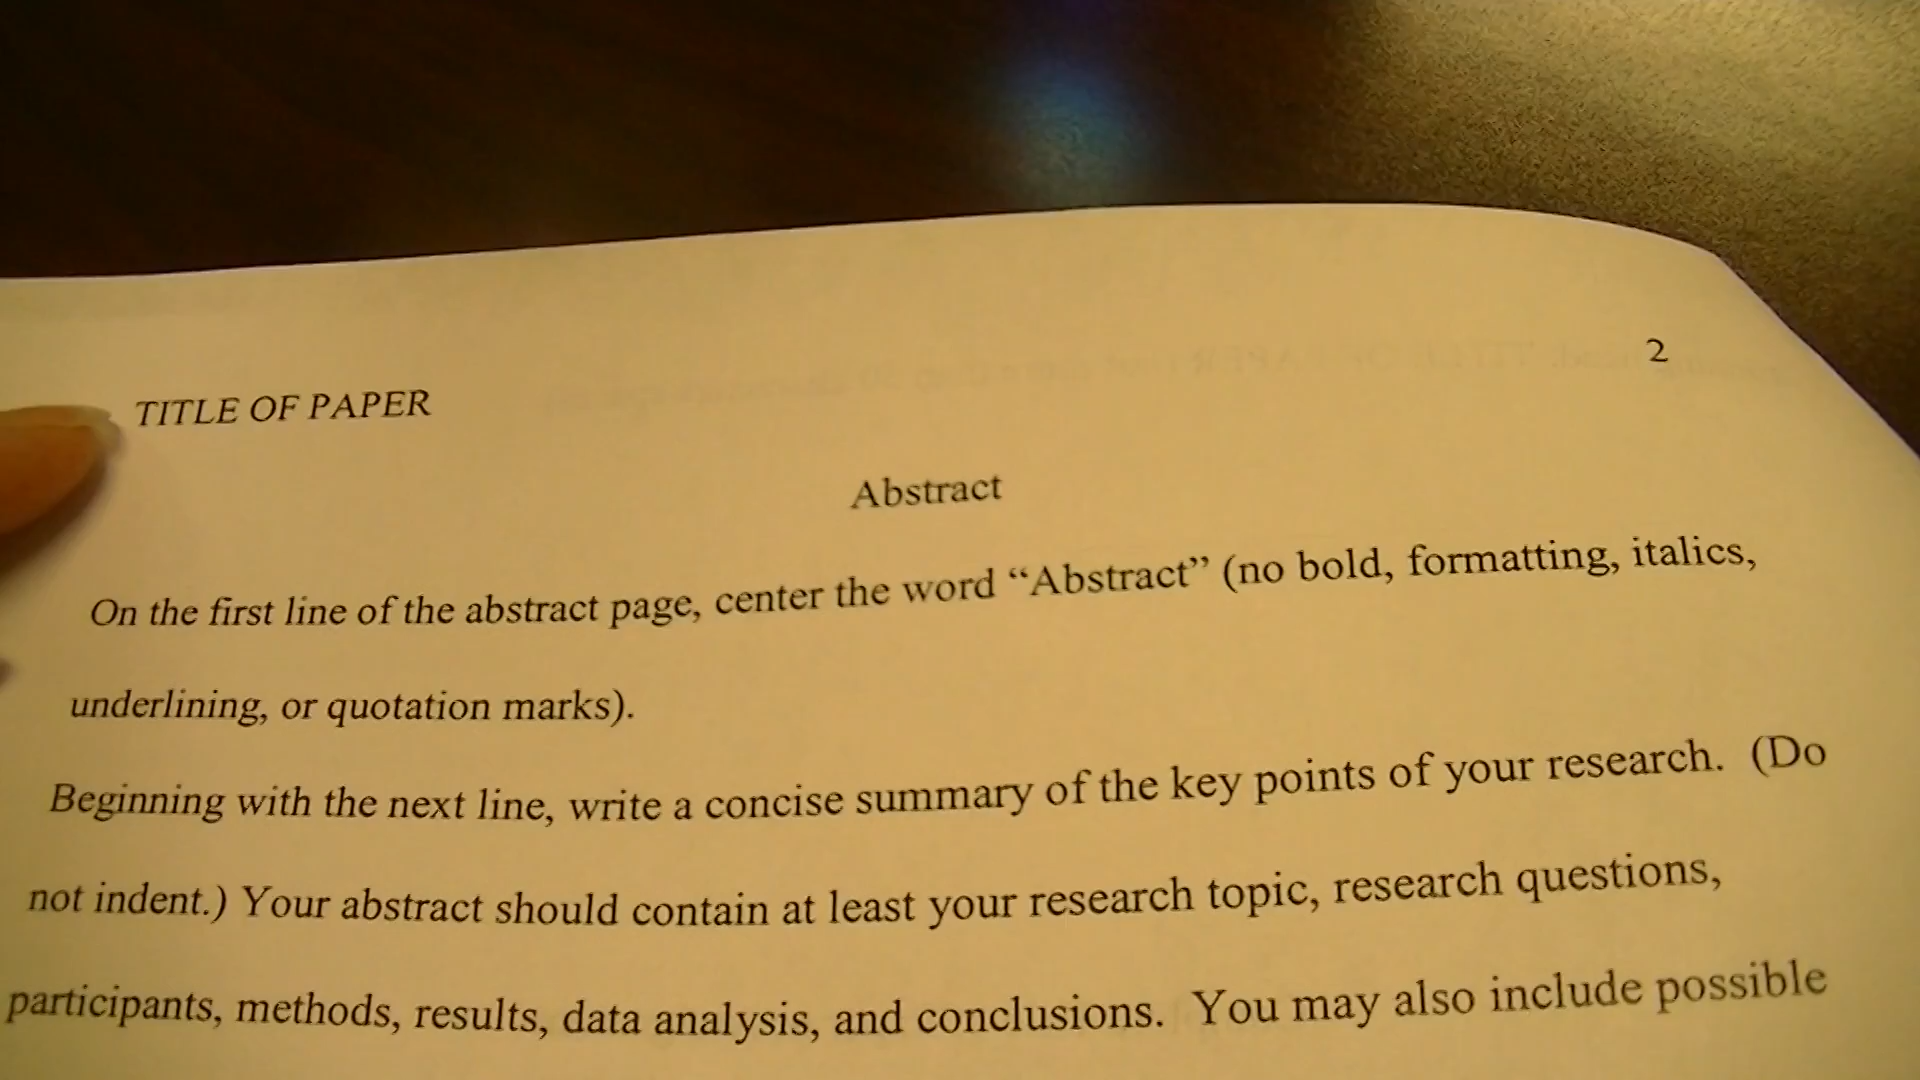 2
TITLE OF PAPER
Abstract
On the first line of the abstract page, center the word “Abstract” (no bold, formatting, italics,
underlining, or quotation marks).
Beginning with the next line, write a concise summary of the key points of your research. (Do
not indent.) Your abstract should contain at least your research topic, research questions,
participants, methods, results, data analysis, and conclusions. You may also include possible